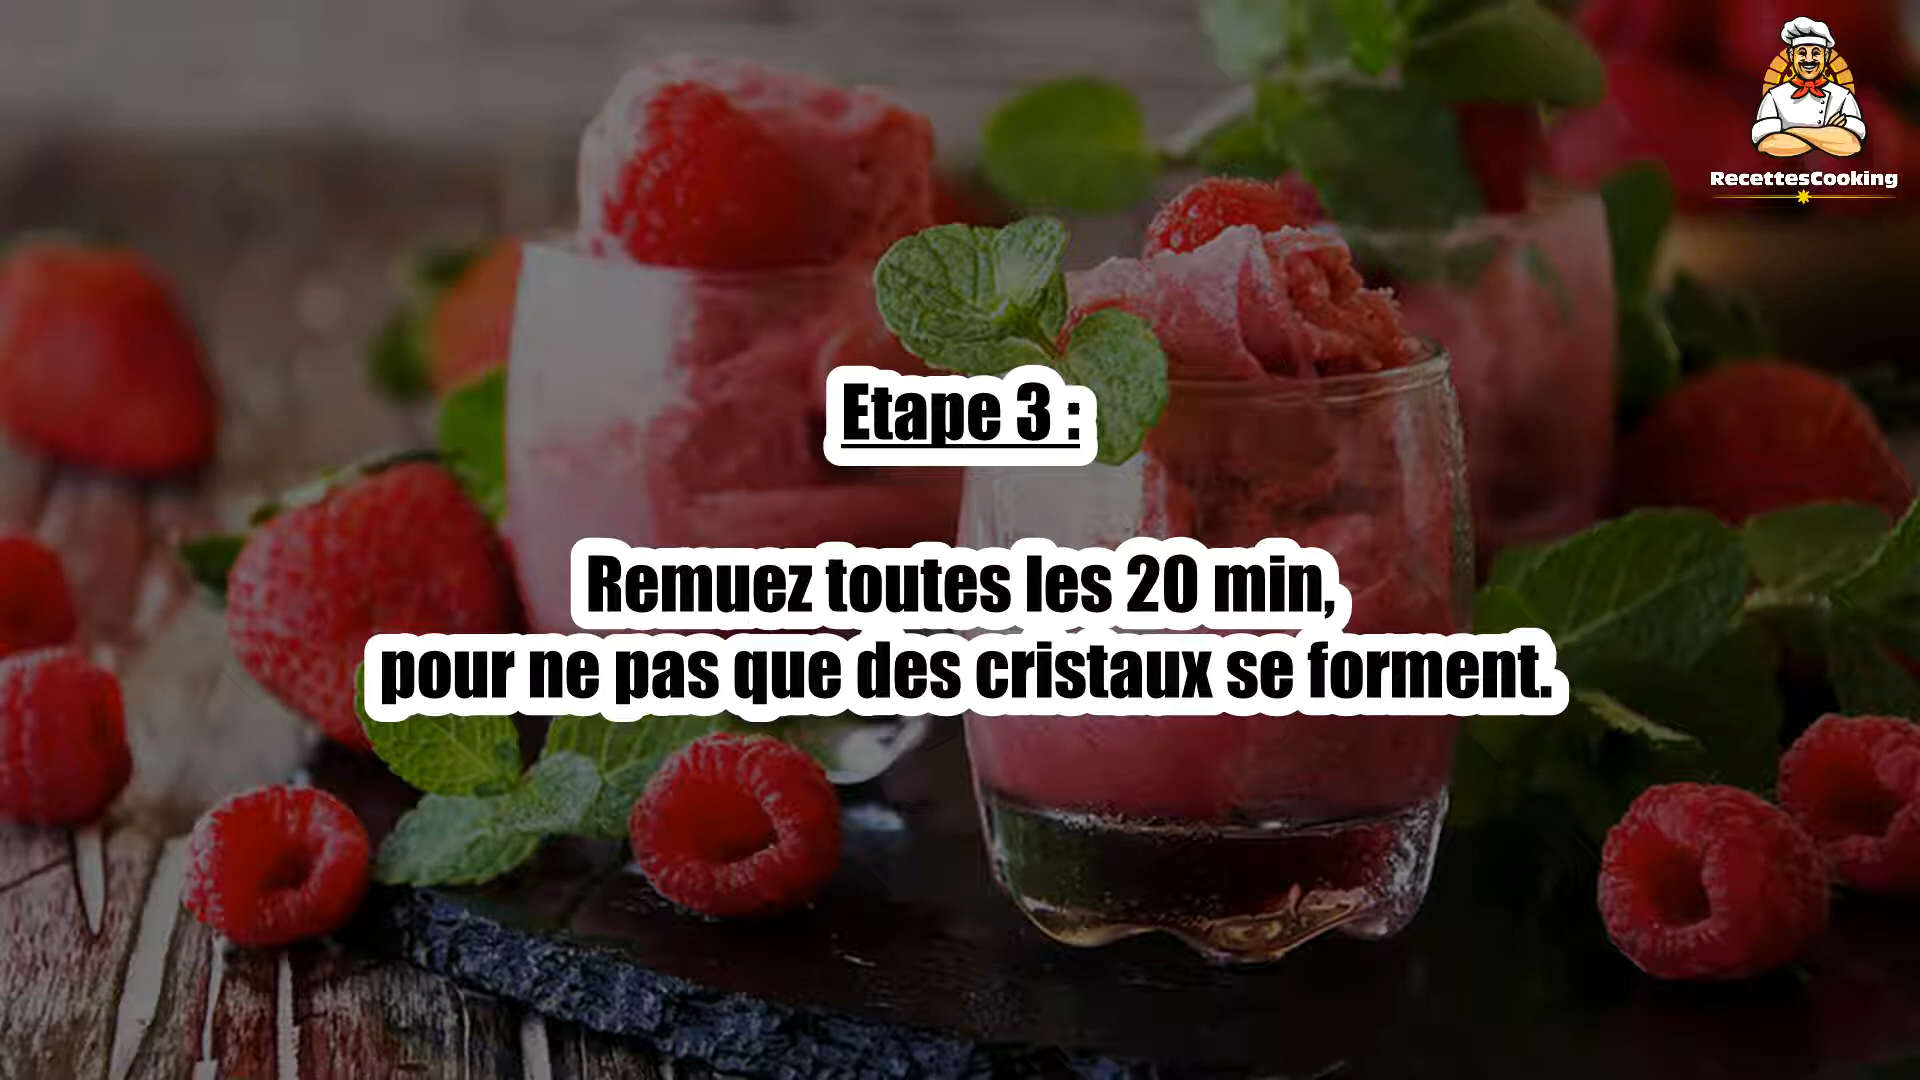 RecettesCooking
Etape 3 :
Remuez toutes les 20 min,
pour ne pas que des cristaux se forment.